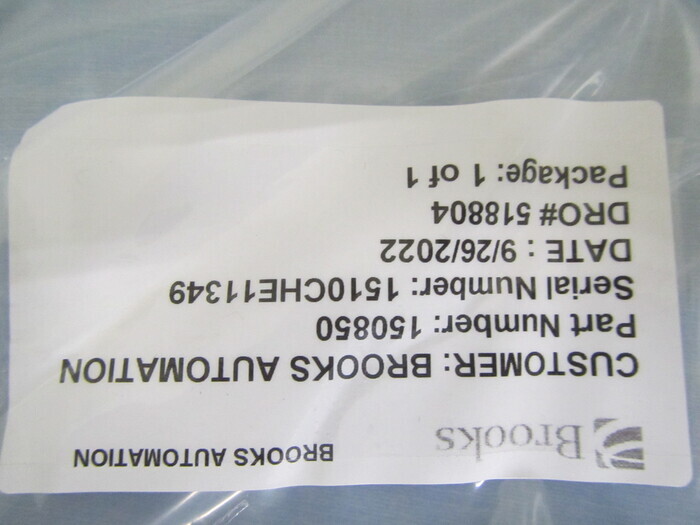 Brooks BROOKS AUTOMATION
CUSTOMER: BROOKS AUTOMATION
Part Number: 150850
Serial Number: 1510CHE11349
DATE : 9/26/2022
DRO# 518804
Package: 1 of 1